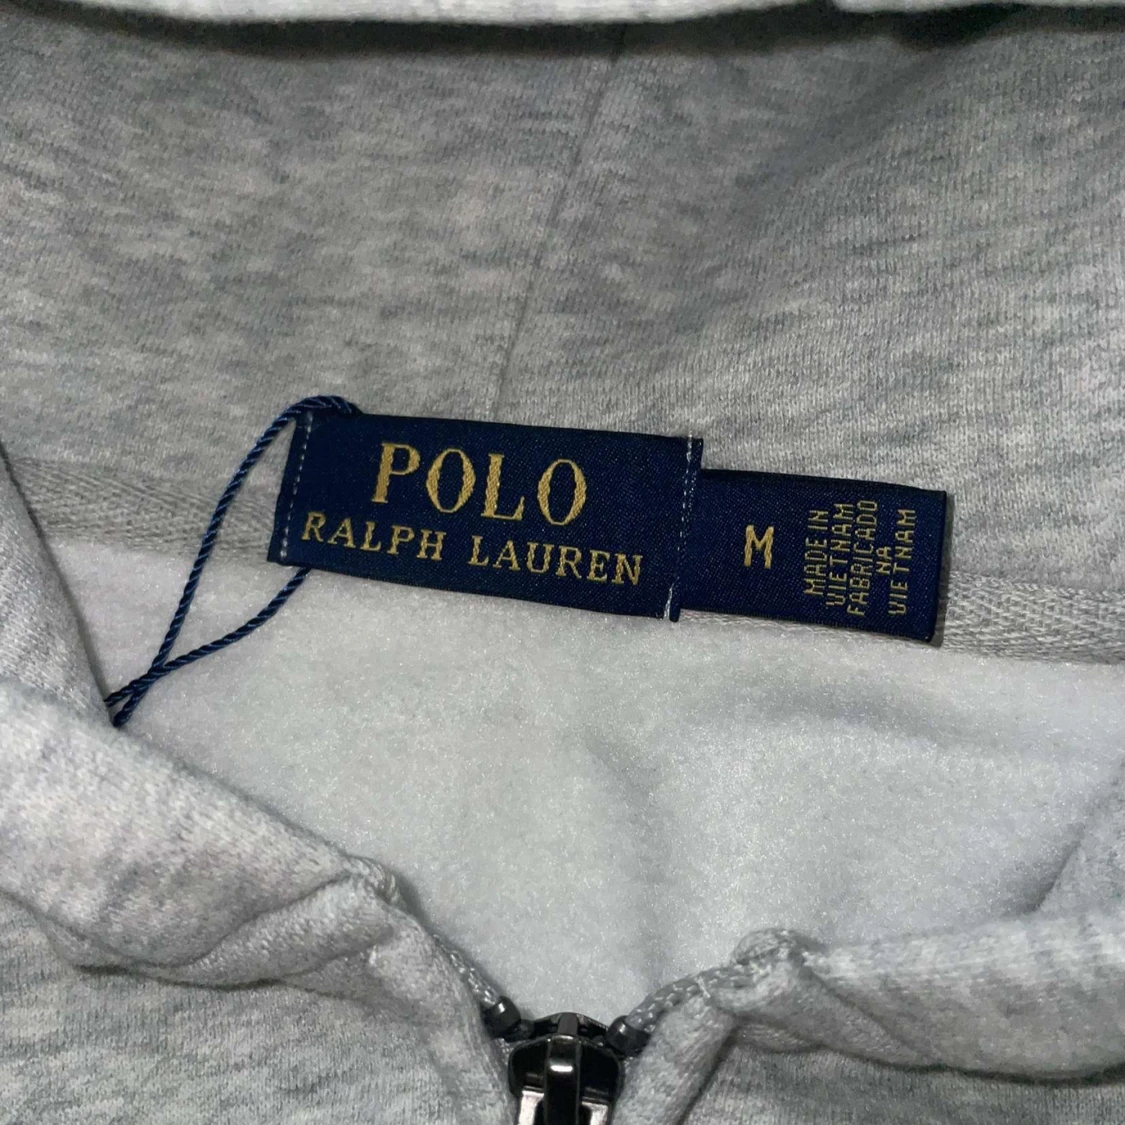 POLO
RALPH LAUREN
M
MADE IN
VIETNAM
FABRICADO
NA
VIETNAM